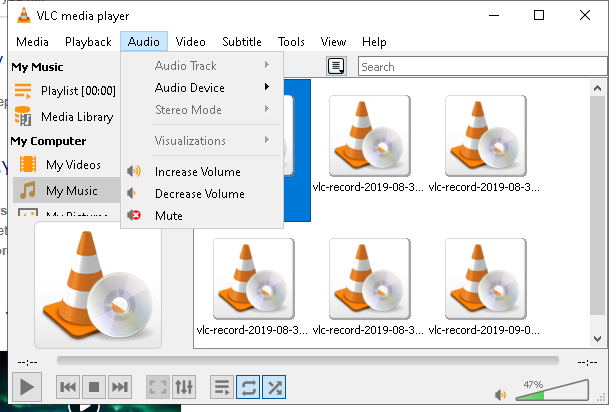 VLC media player
Media Playback Audio Video Subtitle Tools View Help
My Music
Playlist [00:00]
Media Library
My Computer
My Videos
My Music
My Pictures
Audio Track
Audio Device
Stereo Mode
Visualizations
Increase Volume
Decrease Volume
Mute
Search
vlc-record-2019-08-3...
vlc-record-2019-08-3...
vlc-record-2019-08-3...
vlc-record-2019-08-3...
vlc-record-2019-09-0...
--:--
--:--
47%